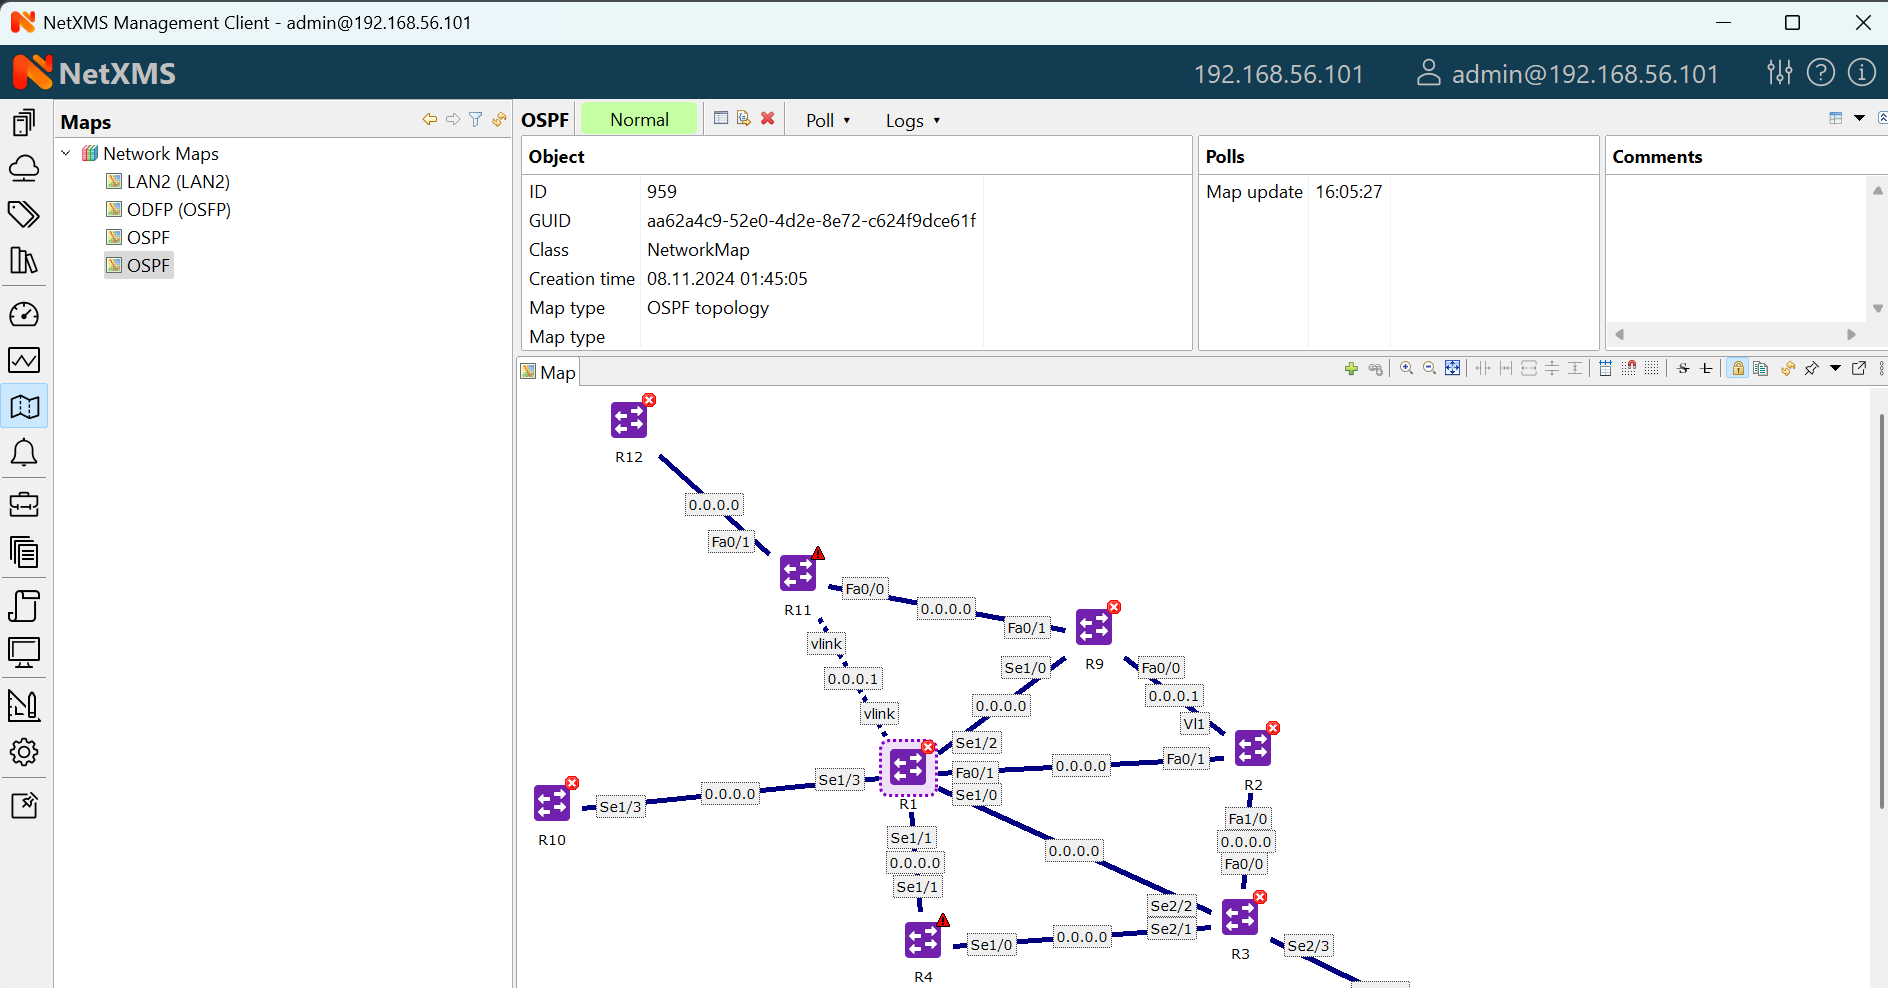 NetXMS Management Client - admin@192.168.56.101
NetXMS
192.168.56.101
admin@192.168.56.101
Maps
Network Maps
LAN2 (LAN2)
ODFP (OSFP)
OSPF
OSPF
OSPF
Normal
Poll
Logs
Object
ID 959
GUID aa62a4c9-52e0-4d2e-8e72-c624f9dce61f
Class NetworkMap
Creation time 08.11.2024 01:45:05
Map type OSPF topology
Map type
Polls
Map update 16:05:27
Comments
Map
R12
0.0.0.0
Fa0/1
R11
Fa0/0
0.0.0.0
Fa0/1
R9
vlink
0.0.0.1
vlink
Se1/0
0.0.0.0
Se1/2
Fa0/0
0.0.0.1
Vl1
Fa0/1
0.0.0.0
Fa0/1
R2
Se1/0
R1
Se1/3
0.0.0.0
Se1/3
R10
Se1/1
0.0.0.0
Se1/1
0.0.0.0
Fa1/0
0.0.0.0
Fa0/0
Se2/2
Se2/1
0.0.0.0
Se1/0
R4
R3
Se2/3